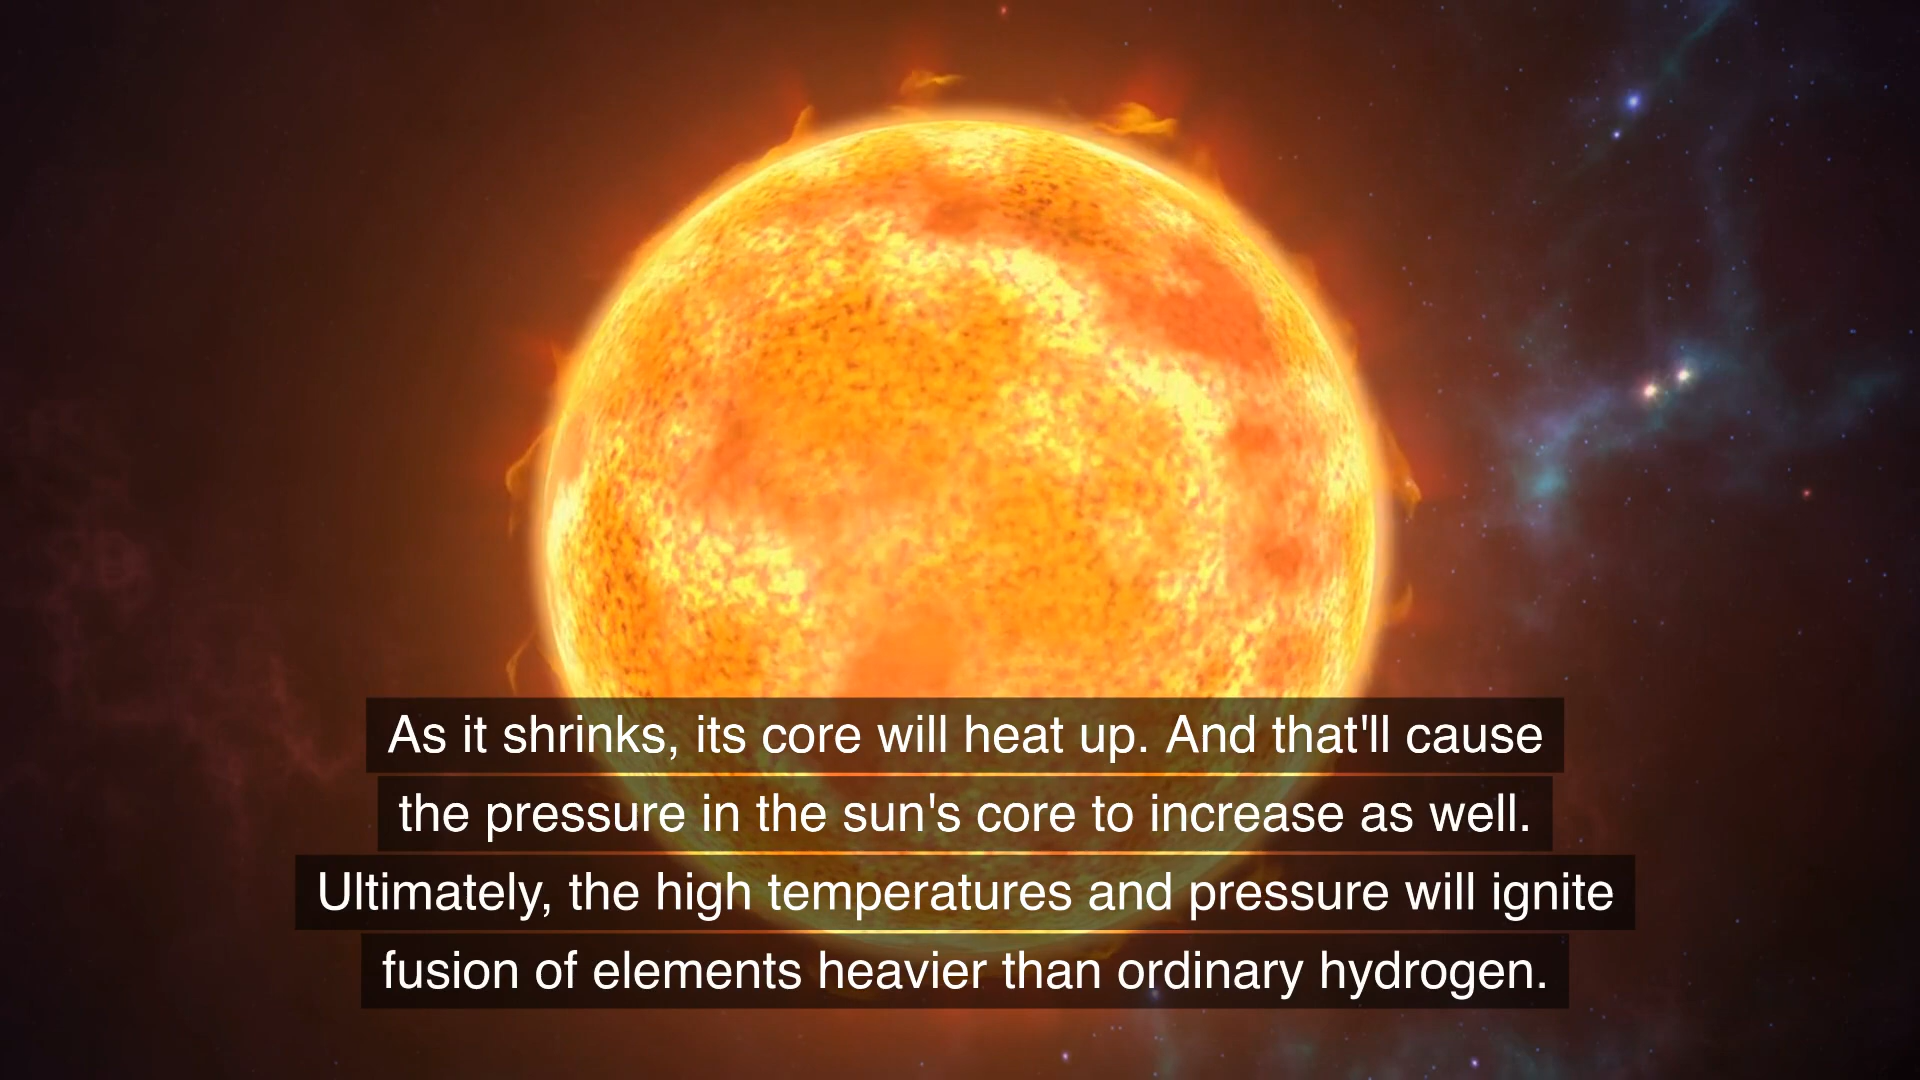 As it shrinks, its core will heat up. And that'll cause
the pressure in the sun's core to increase as well.
Ultimately, the high temperatures and pressure will ignite
fusion of elements heavier than ordinary hydrogen.